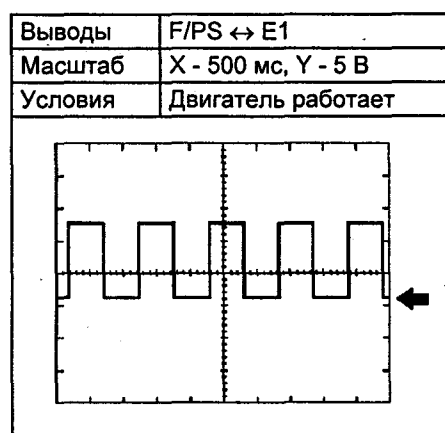 Выводы F/PS ↔ E1
Масштаб X - 500 мс, Y - 5 В
Условия Двигатель работает